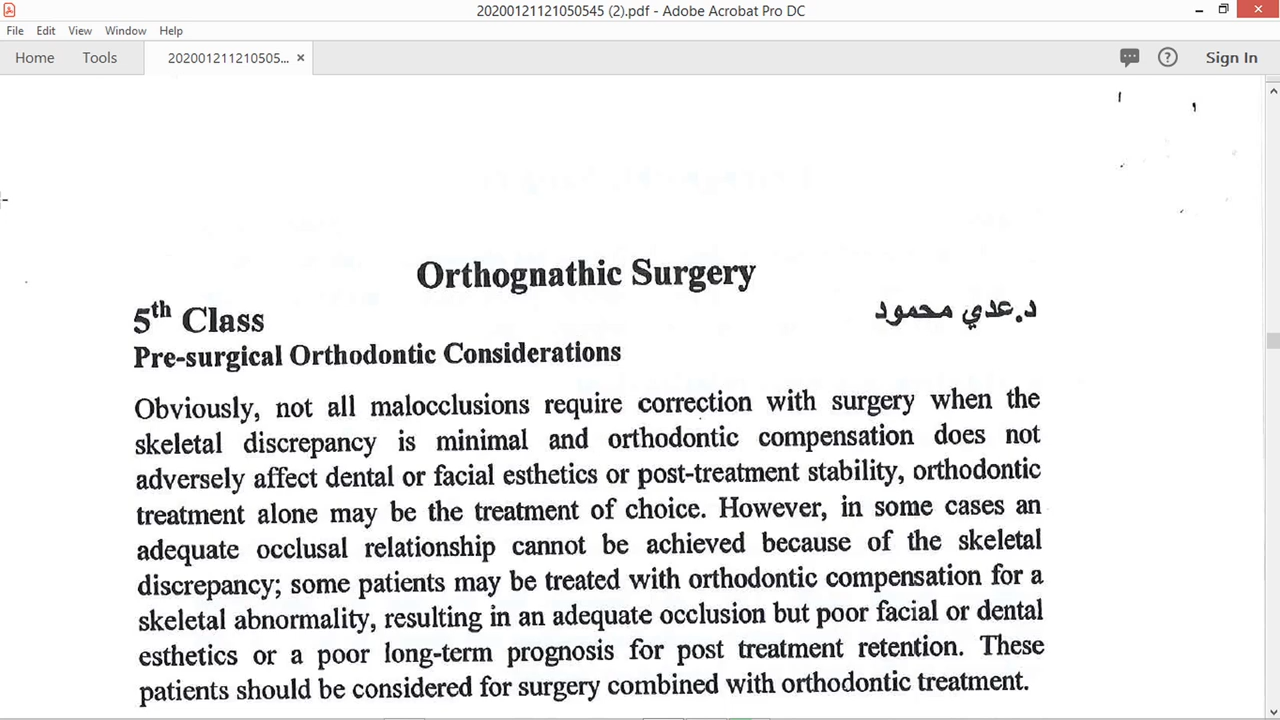 20200121121050545 (2).pdf - Adobe Acrobat Pro DC
File Edit View Window Help
Home Tools 202001211210505... × Sign In
Orthognathic Surgery
5th Class د.عدي محمود
Pre-surgical Orthodontic Considerations
Obviously, not all malocclusions require correction with surgery when the
skeletal discrepancy is minimal and orthodontic compensation does not
adversely affect dental or facial esthetics or post-treatment stability, orthodontic
treatment alone may be the treatment of choice. However, in some cases an
adequate occlusal relationship cannot be achieved because of the skeletal
discrepancy; some patients may be treated with orthodontic compensation for a
skeletal abnormality, resulting in an adequate occlusion but poor facial or dental
esthetics or a poor long-term prognosis for post treatment retention. These
patients should be considered for surgery combined with orthodontic treatment.